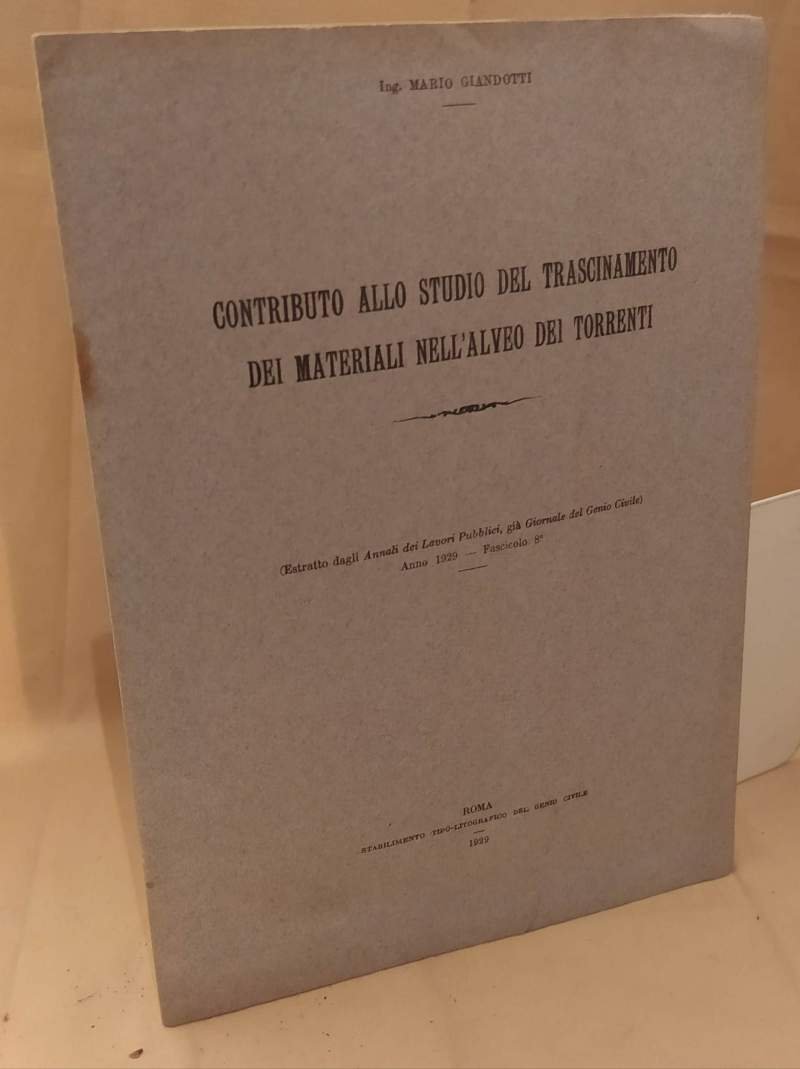 Ing. MARIO GIANDOTTI
CONTRIBUTO ALLO STUDIO DEL TRASCINAMENTO
DEI MATERIALI NELL'ALVEO DEI TORRENTI
(Estratto dagli Annali dei Lavori Pubblici, già Giornale del Genio Civile)
Anno 1929 — Fascicolo 8º
ROMA
STABILIMENTO TIPO-LITOGRAFICO DEL GENIO CIVILE
1929